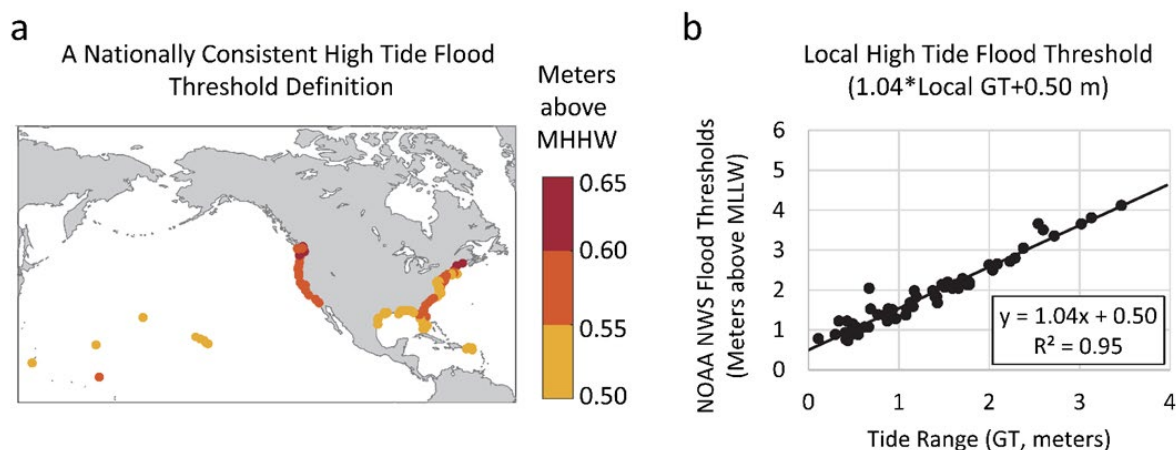 a
A Nationally Consistent High Tide Flood
Threshold Definition
Meters
above
MHHW
0.65
0.60
0.55
0.50
b
Local High Tide Flood Threshold
(1.04*Local GT+0.50 m)
NOAA NWS Flood Thresholds
(Meters above MLLW)
6
5
4
3
2
1
0
y = 1.04x + 0.50
R² = 0.95
0 1 2 3 4
Tide Range (GT, meters)